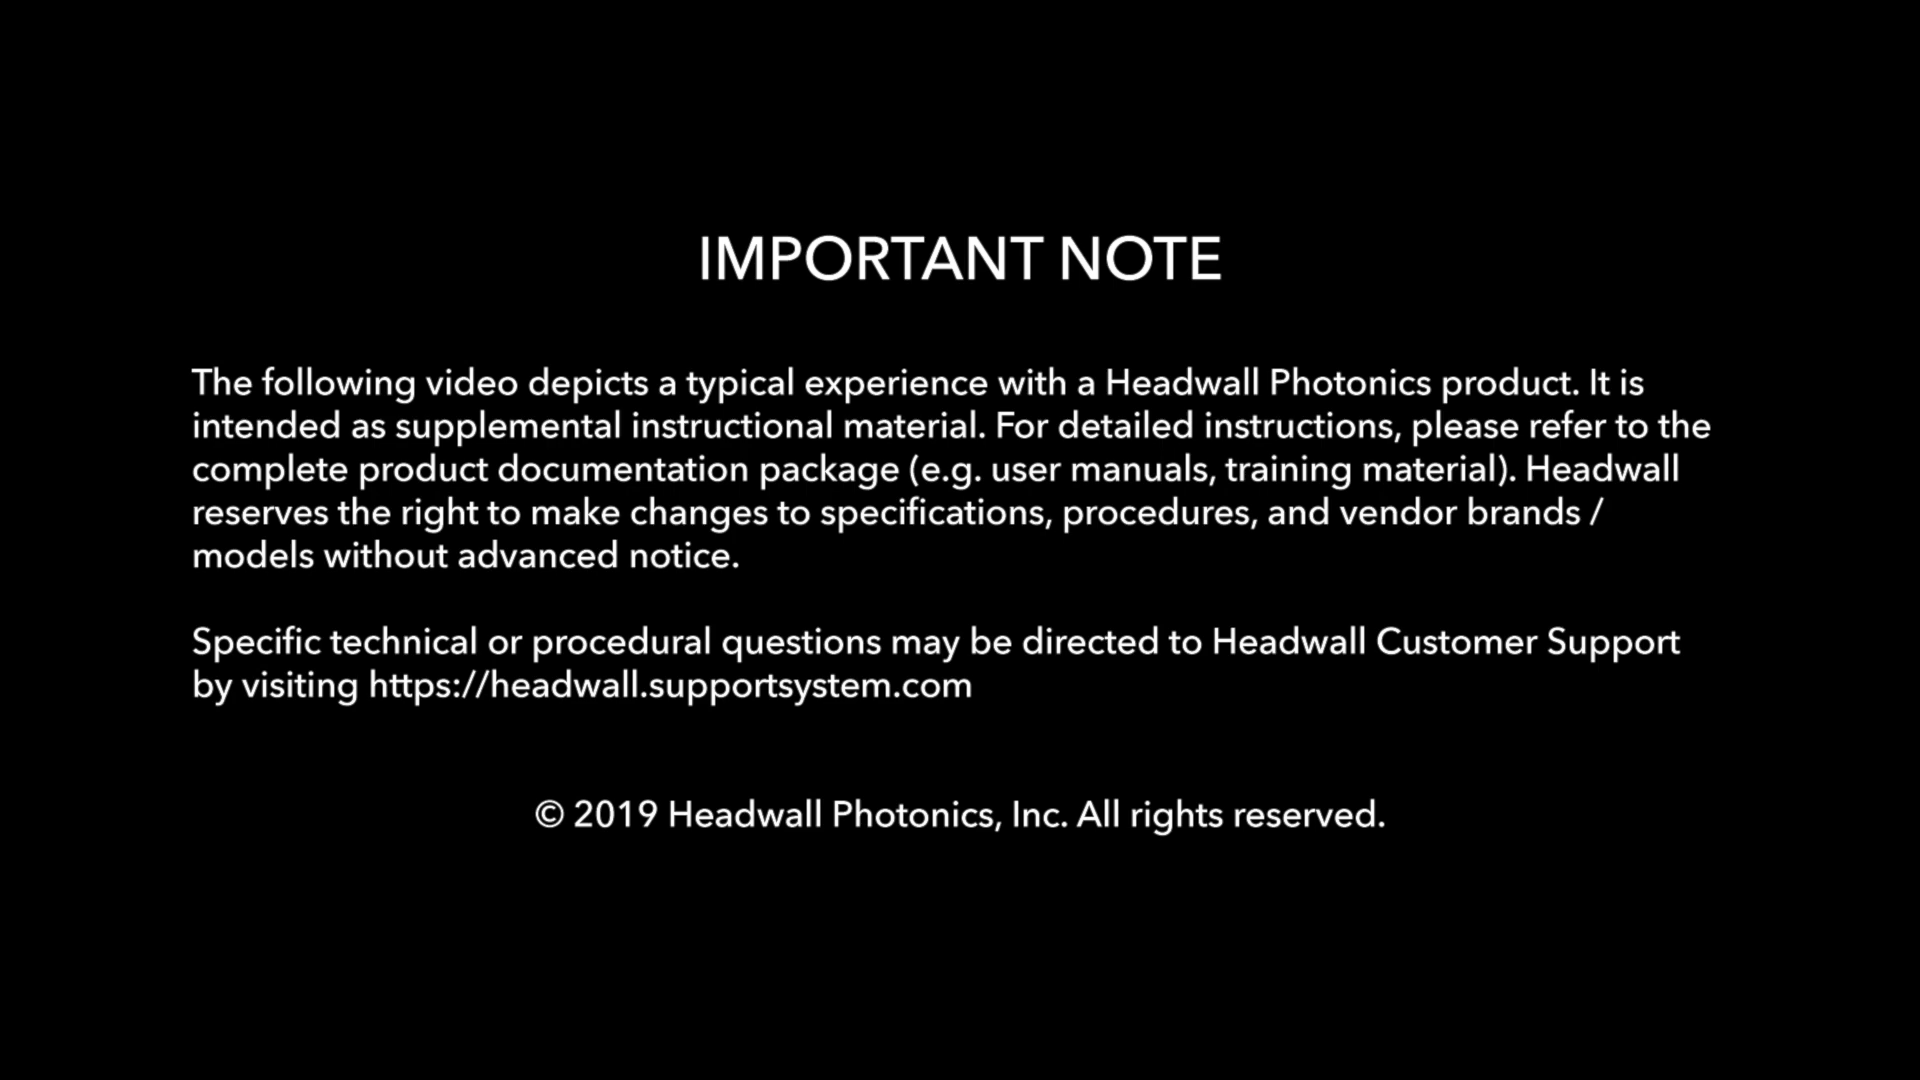 IMPORTANT NOTE
The following video depicts a typical experience with a Headwall Photonics product. It is
intended as supplemental instructional material. For detailed instructions, please refer to the
complete product documentation package (e.g. user manuals, training material). Headwall
reserves the right to make changes to specifications, procedures, and vendor brands /
models without advanced notice.
Specific technical or procedural questions may be directed to Headwall Customer Support
by visiting https://headwall.supportsystem.com
© 2019 Headwall Photonics, Inc. All rights reserved.